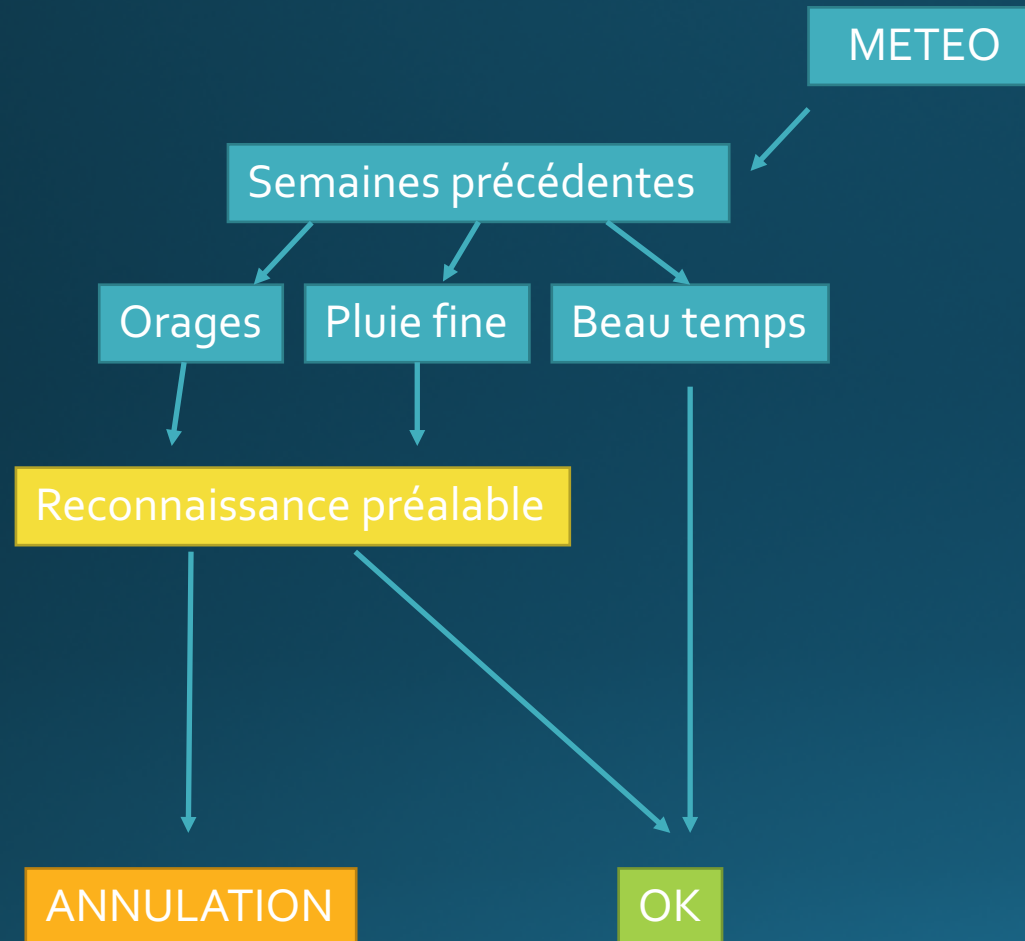 METEO
Semaines précédentes
Orages
Pluie fine
Beau temps
Reconnaissance préalable
ANNULATION
OK